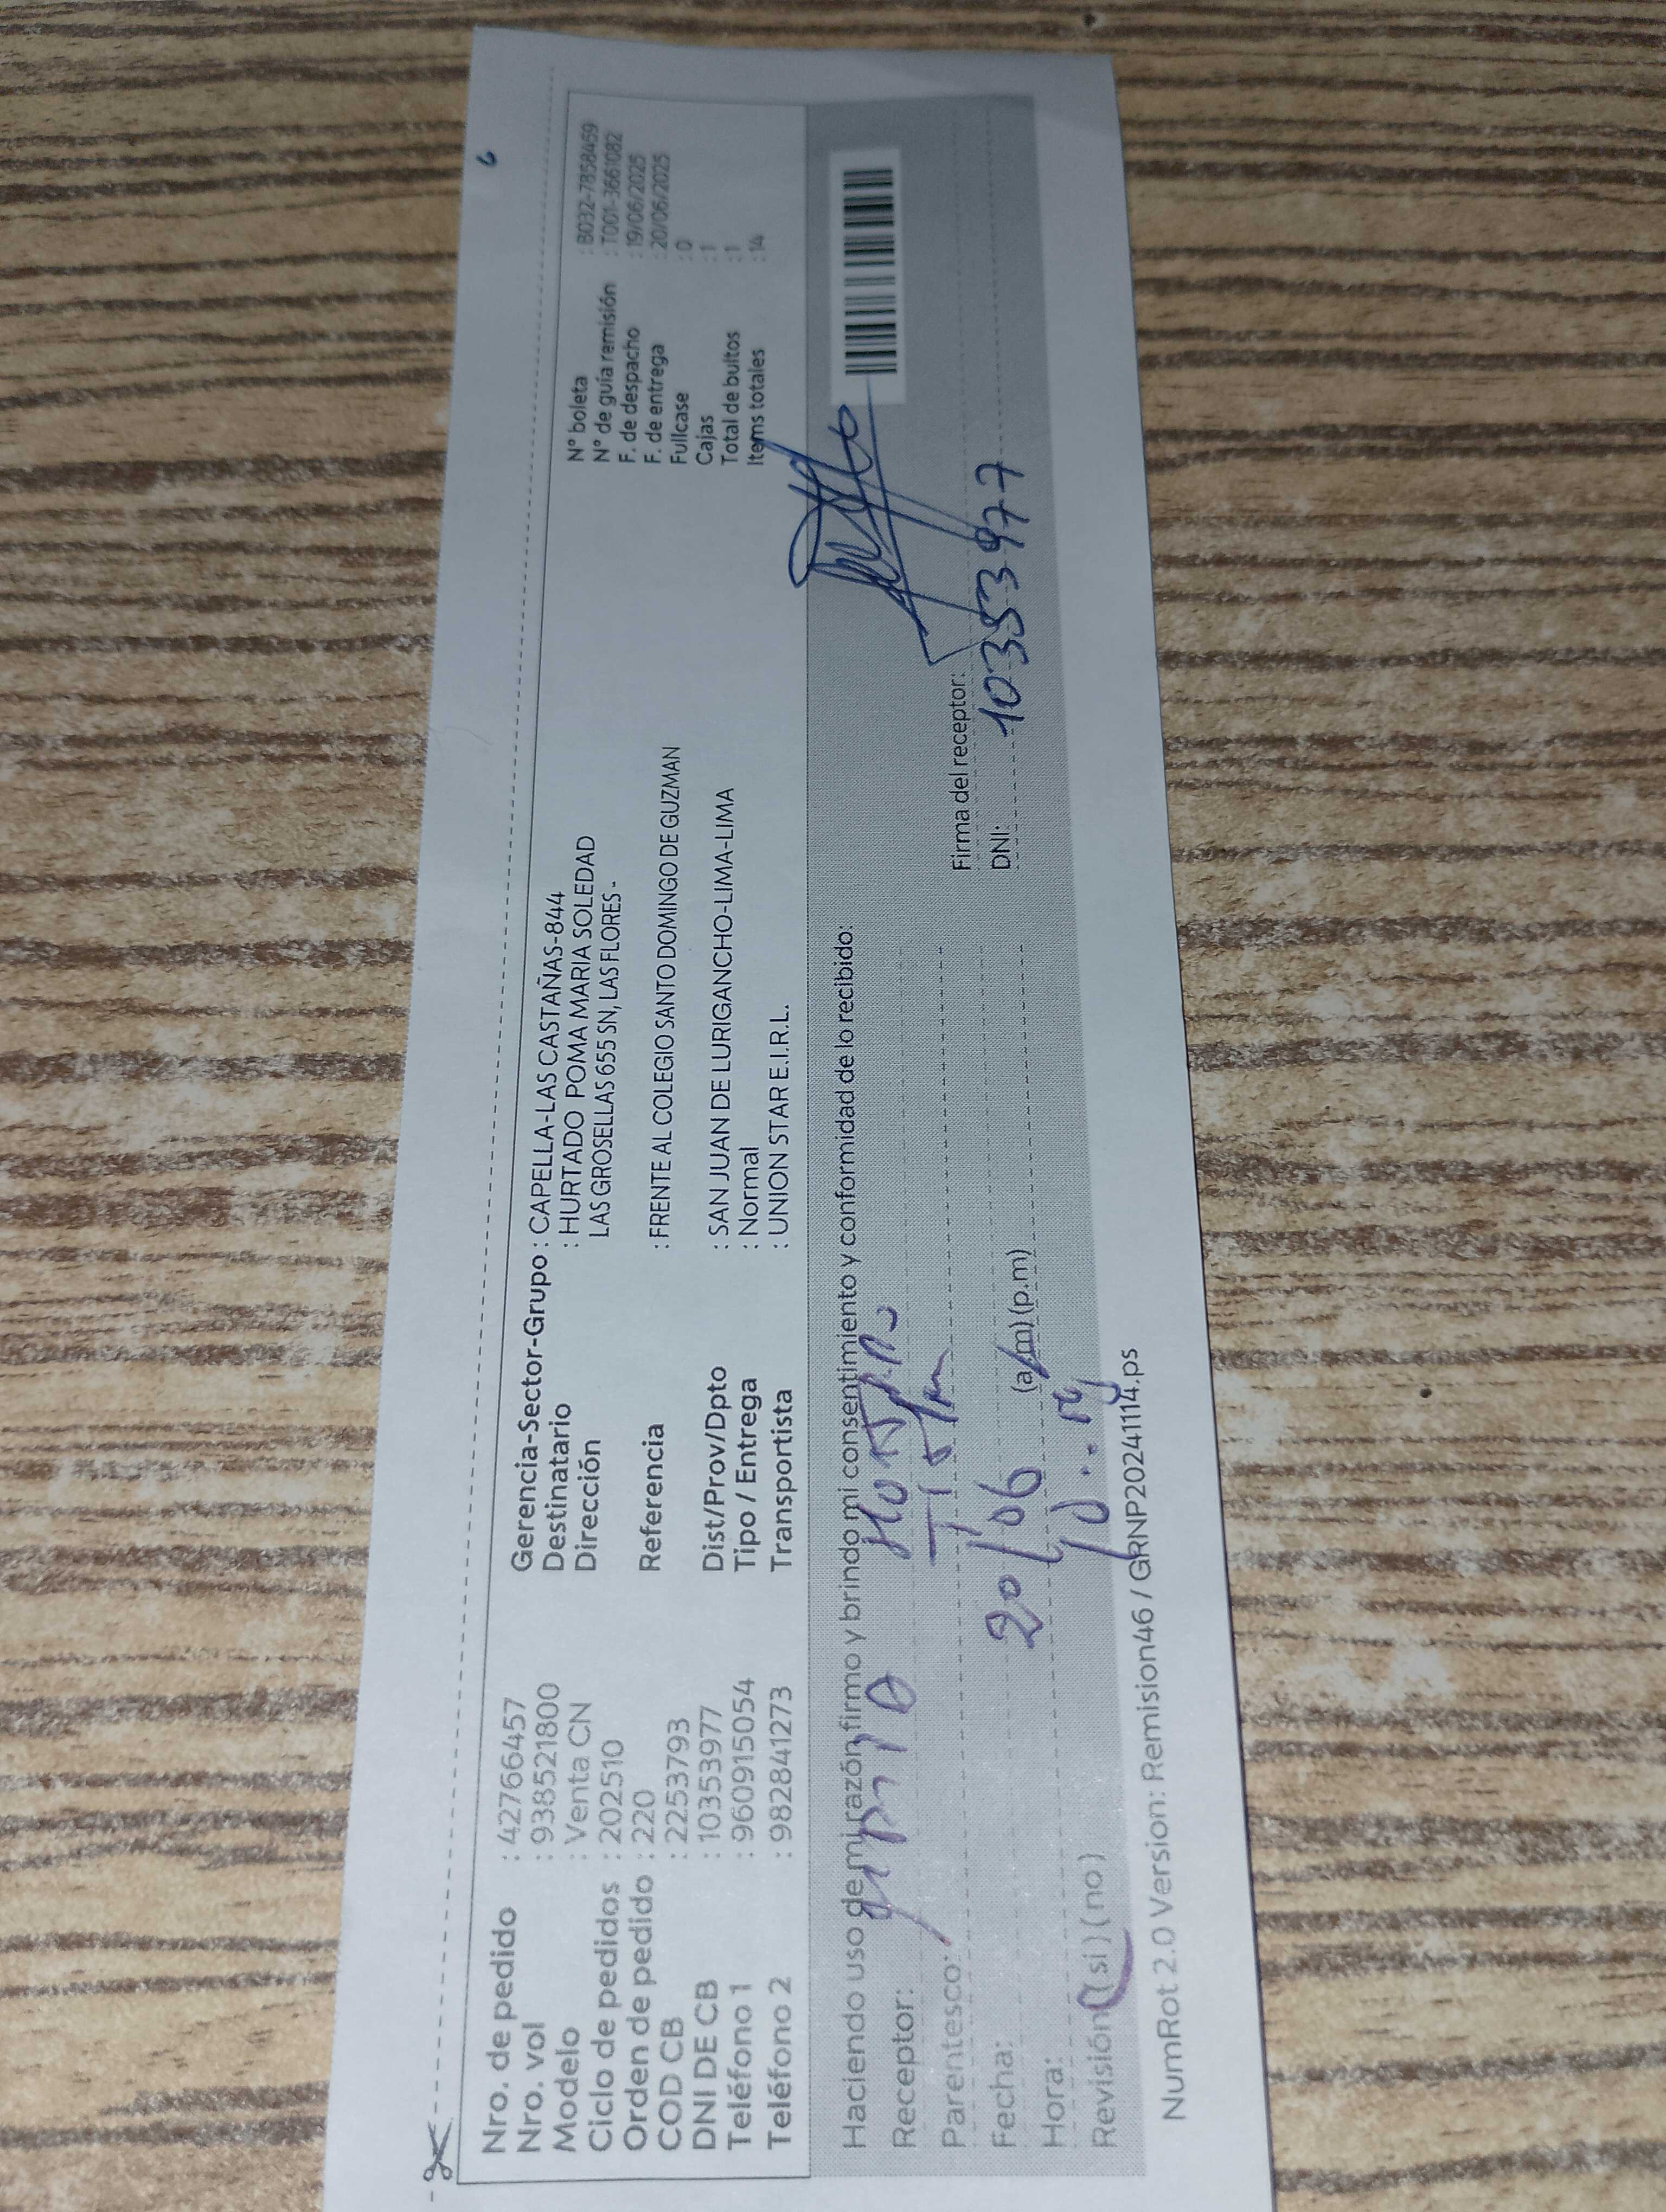 6
Nro. de pedido : 42766457
Nro. vol : 938521800
Modelo : Venta CN
Ciclo de pedidos : 202510
Orden de pedido : 220
COD CB : 2253793
DNI DE CB : 10353977
Teléfono 1 : 960915054
Teléfono 2 : 982841273
Gerencia-Sector-Grupo : CAPELLA-LAS CASTAÑAS-844
Destinatario : HURTADO POMA MARIA SOLEDAD
Dirección LAS GROSELLAS 655 SN, LAS FLORES -
Referencia : FRENTE AL COLEGIO SANTO DOMINGO DE GUZMAN
Dist/Prov/Dpto : SAN JUAN DE LURIGANCHO-LIMA-LIMA
Tipo / Entrega : Normal
Transportista : UNION STAR E.I.R.L.
N° boleta : B032-7858459
N° de guía remisión : T001-3661082
F. de despacho : 19/06/2025
F. de entrega : 20/06/2025
Fullcase : 0
Cajas : 1
Total de bultos : 1
Items totales : 14
Haciendo uso de mi razón firmo y brindo mi consentimiento y conformidad de lo recibido:
Receptor:
Parentesco:
Fecha: 20/06
Hora: (a.m) (p.m)
Revisión (si) (no)
Firma del receptor:
DNI: 10353977
NumRot 2.0 Version: Remision46 / GRNP20241114.ps